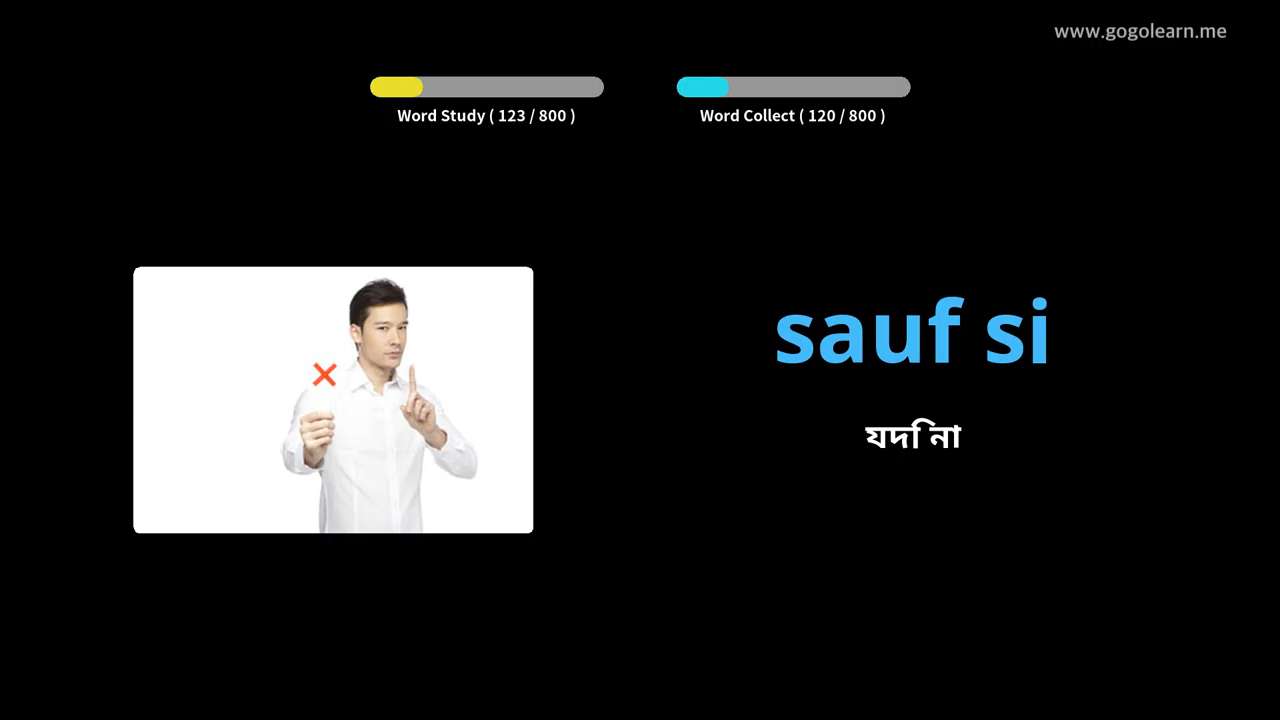 www.gogolearn.me
Word Study ( 123 / 800 )
Word Collect ( 120 / 800 )
sauf si
যদি না